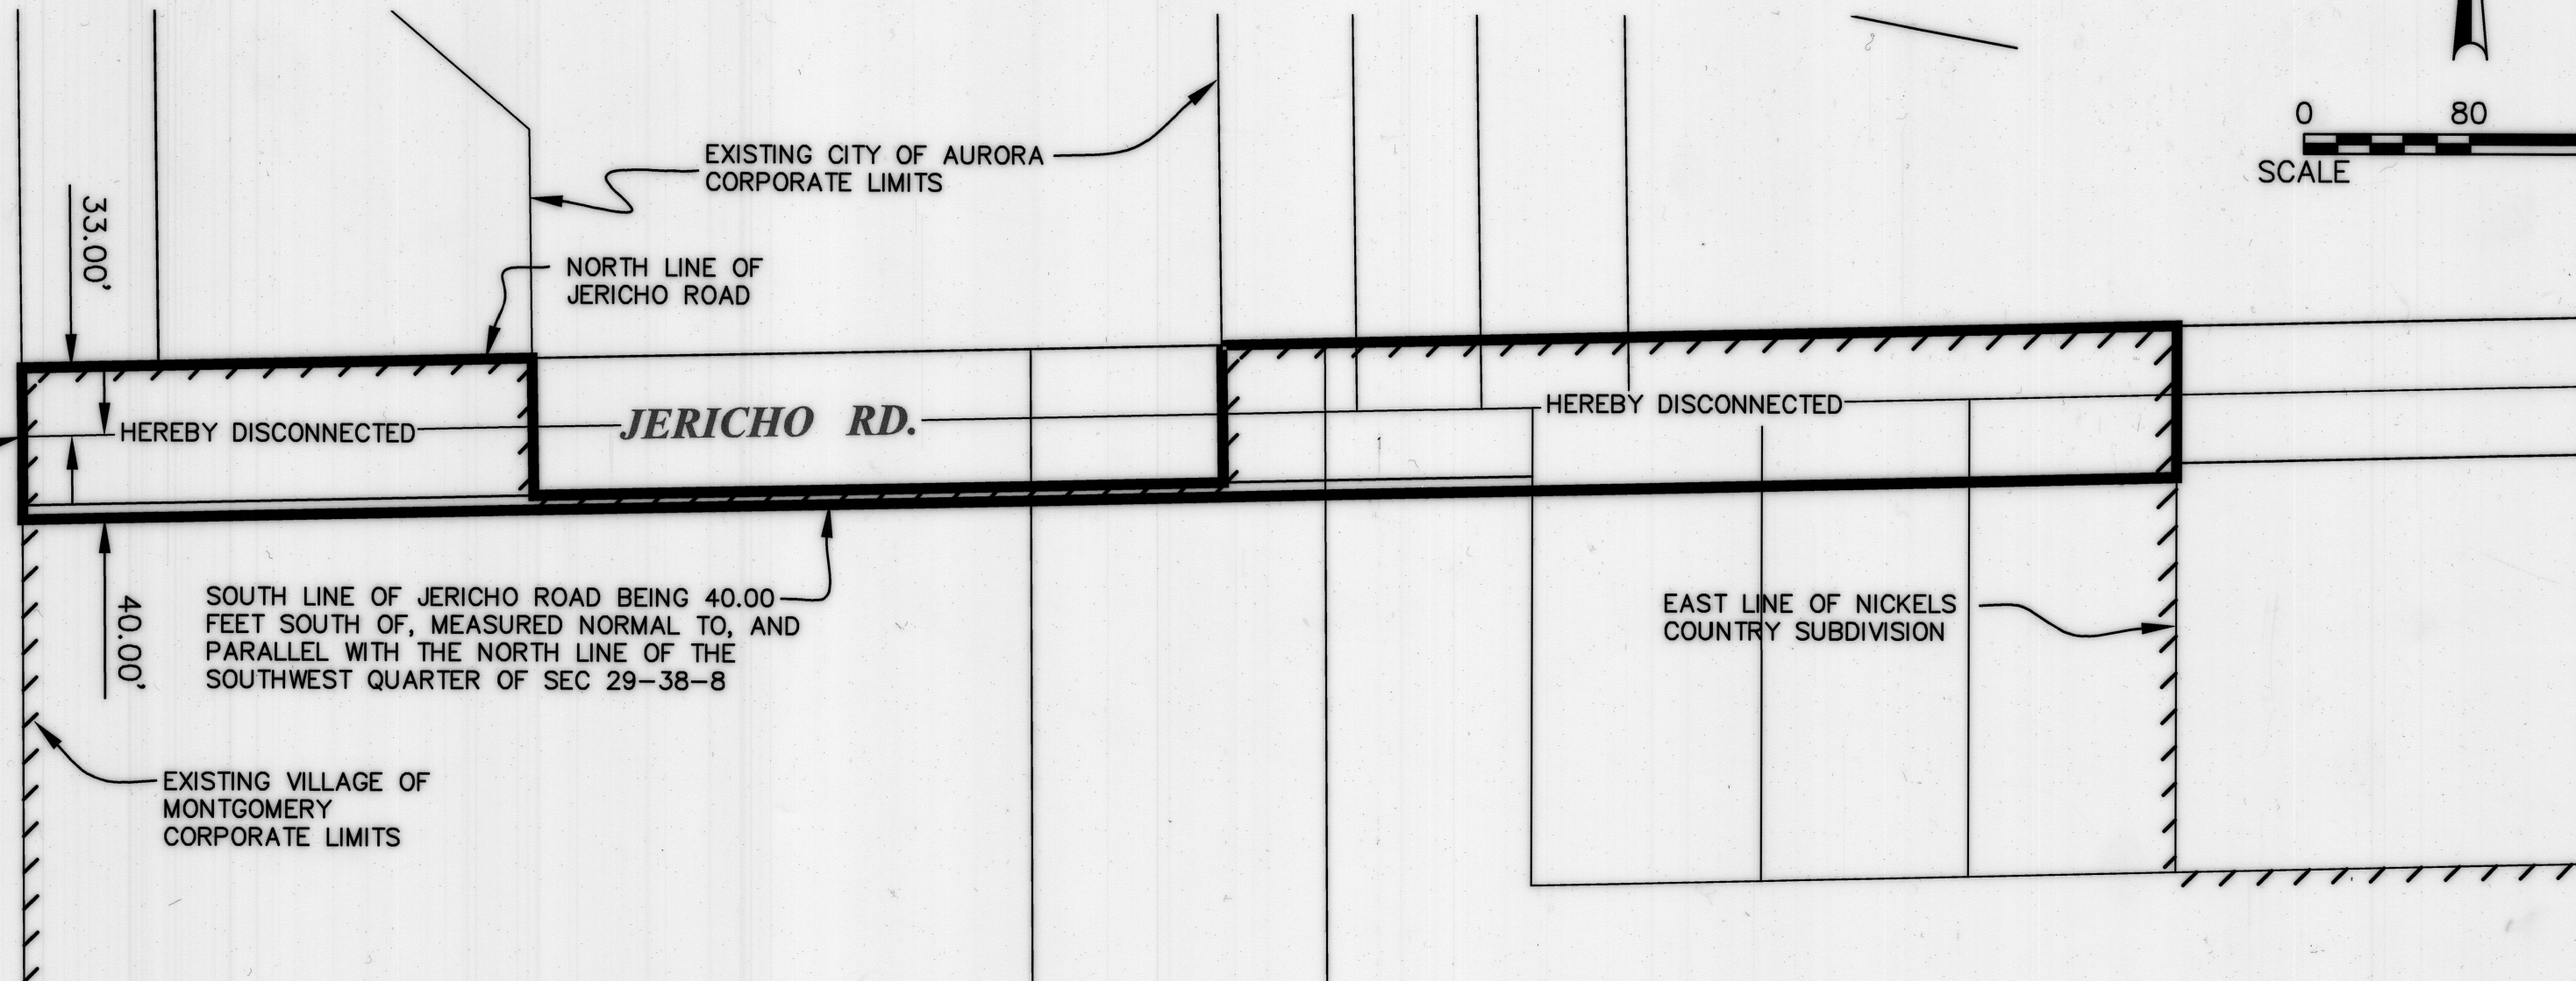 0 80
SCALE
EXISTING CITY OF AURORA
CORPORATE LIMITS
33.00'
NORTH LINE OF
JERICHO ROAD
HEREBY DISCONNECTED
JERICHO RD.
HEREBY DISCONNECTED
40.00'
SOUTH LINE OF JERICHO ROAD BEING 40.00
FEET SOUTH OF, MEASURED NORMAL TO, AND
PARALLEL WITH THE NORTH LINE OF THE
SOUTHWEST QUARTER OF SEC 29-38-8
EAST LINE OF NICKELS
COUNTRY SUBDIVISION
EXISTING VILLAGE OF
MONTGOMERY
CORPORATE LIMITS